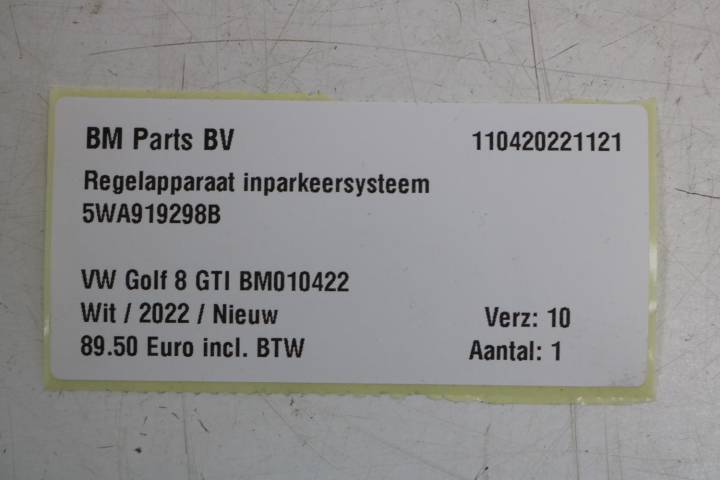 BM Parts BV 110420221121
Regelapparaat inparkeersysteem
5WA919298B
VW Golf 8 GTI BM010422
Wit / 2022 / Nieuw Verz: 10
89.50 Euro incl. BTW Aantal: 1